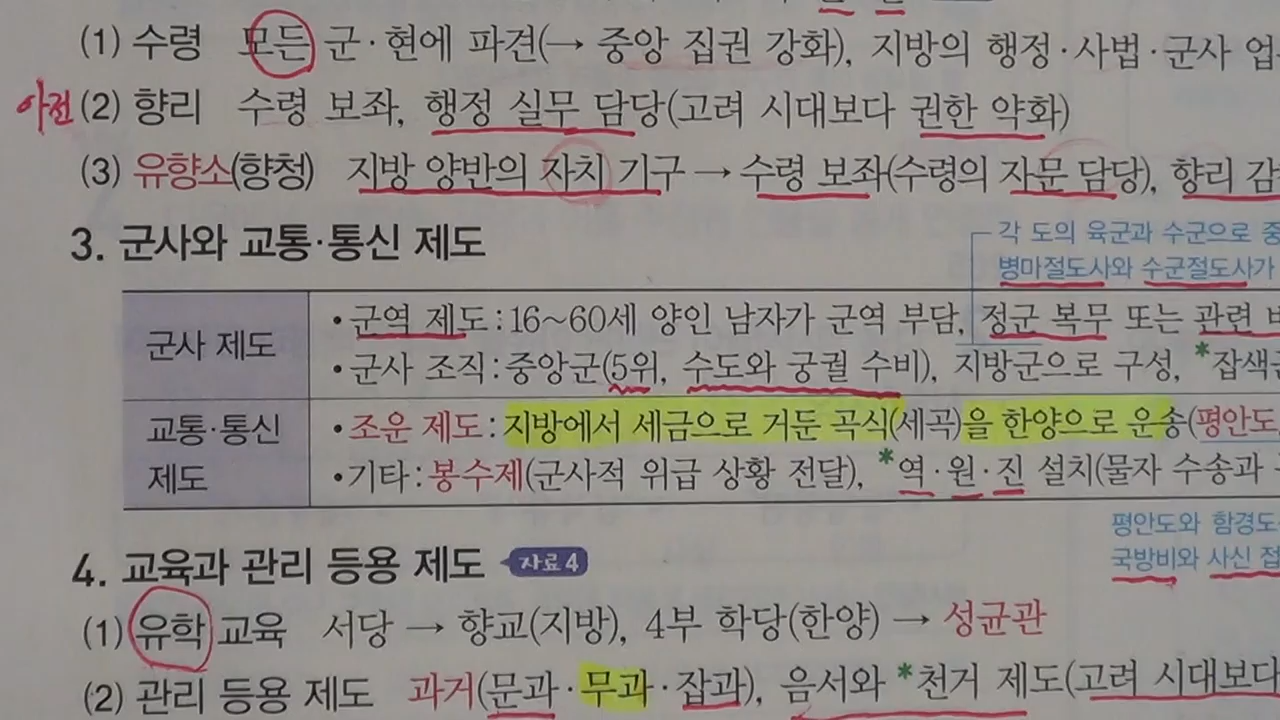 (1) 수령 모든 군·현에 파견(→ 중앙 집권 강화), 지방의 행정·사법·군사 업
아전 (2) 향리 수령 보좌, 행정 실무 담당(고려 시대보다 권한 약화)
(3) 유향소(향청) 지방 양반의 자치 기구 → 수령 보좌(수령의 자문 담당), 향리 감
3. 군사와 교통·통신 제도
각 도의 육군과 수군으로 중
병마절도사와 수군절도사가
군사 제도
• 군역 제도: 16~60세 양인 남자가 군역 부담, 정군 복무 또는 관련 비
• 군사 조직: 중앙군(5위, 수도와 궁궐 수비), 지방군으로 구성, *잡색군
교통·통신
제도
• 조운 제도: 지방에서 세금으로 거둔 곡식(세곡)을 한양으로 운송(평안도
• 기타: 봉수제(군사적 위급 상황 전달), *역·원·진 설치(물자 수송과
평안도와 함경도
국방비와 사신 접
4. 교육과 관리 등용 제도 자료 4
(1) 유학 교육 서당 → 향교(지방), 4부 학당(한양) → 성균관
(2) 관리 등용 제도 과거(문과·무과·잡과), 음서와 *천거 제도(고려 시대보다